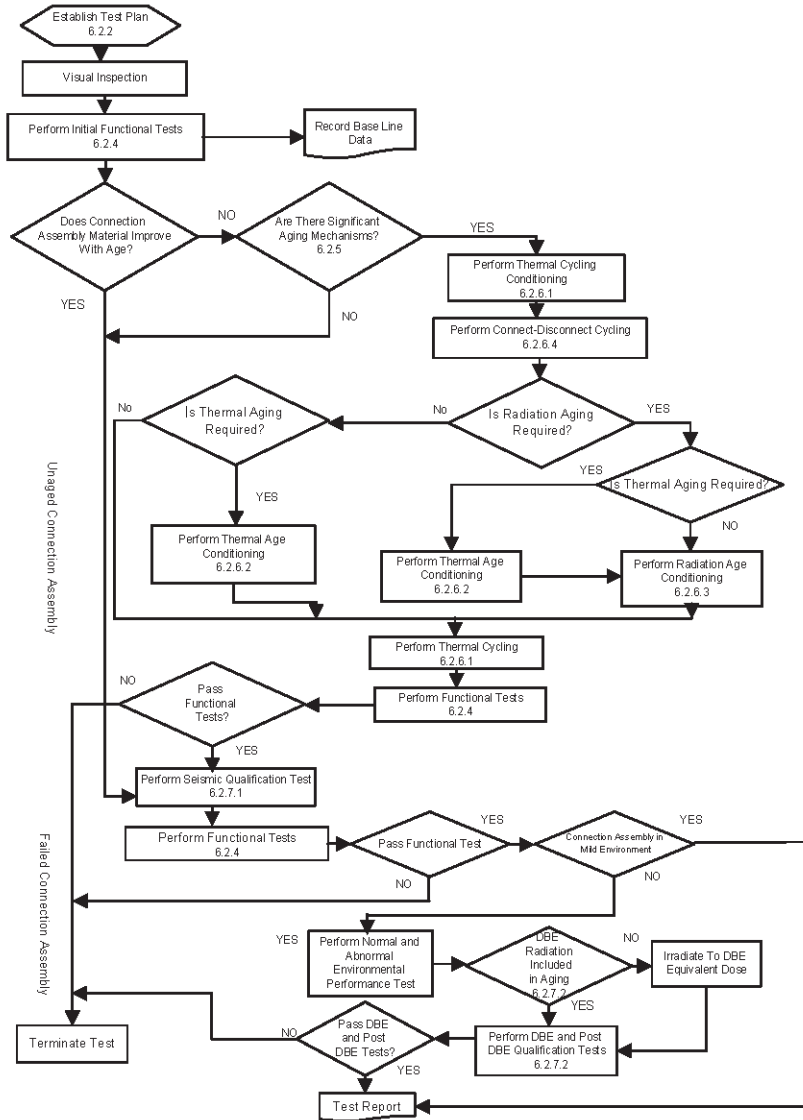 Establish Test Plan
6.2.2
Visual Inspection
Perform Initial Functional Tests
6.2.4
Record Base Line
Data
Does Connection
Assembly Material Improve
With Age?
NO
Are There Significant
Aging Mechanisms?
6.2.5
YES
Perform Thermal Cycling
Conditioning
6.2.6.1
YES
NO
Perform Connect-Disconnect Cycling
6.2.6.4
No
Is Thermal Aging
Required?
No
Is Radiation Aging
Required?
YES
YES
Is Thermal Aging Required?
YES
NO
Perform Thermal Age
Conditioning
6.2.6.2
Perform Thermal Age
Conditioning
6.2.6.2
Perform Radiation Age
Conditioning
6.2.6.3
Unaged Connection Assembly
Perform Thermal Cycling
6.2.6.1
NO
Pass
Functional
Tests?
Perform Functional Tests
6.2.4
YES
Perform Seismic Qualification Test
6.2.7.1
Perform Functional Tests
6.2.4
Pass Functional Test
YES
Connection Assembly in
Mild Environment
YES
NO
NO
Failed Connection Assembly
YES
Perform Normal and
Abnormal
Environmental
Performance Test
DBE
Radiation
Included
in Aging
6.2.7.2
NO
Irradiate To DBE
Equivalent Dose
YES
Terminate Test
NO
Pass DBE
and Post
DBE Tests?
Perform DBE and Post
DBE Qualification Tests
6.2.7.2
YES
Test Report